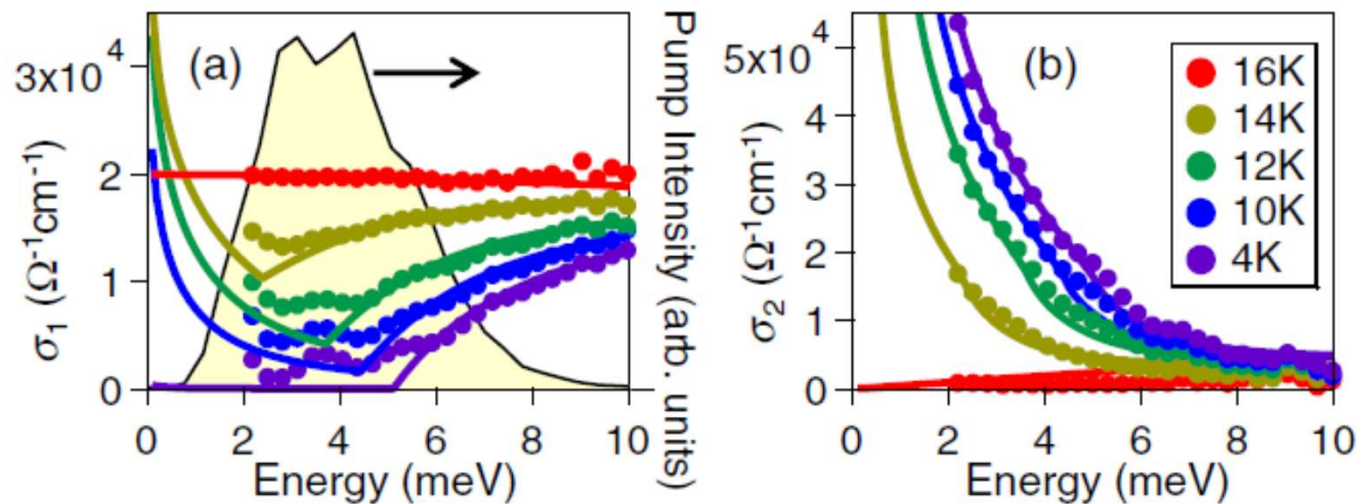 (a)
3x10
4
2
1
0
σ1 (Ω-1cm-1)
0
2
4
6
8
10
Energy (meV)
Pump Intensity (arb. units)
(b)
5x10
4
4
3
2
1
0
σ2 (Ω-1cm-1)
0
2
4
6
8
10
Energy (meV)
16K
14K
12K
10K
4K